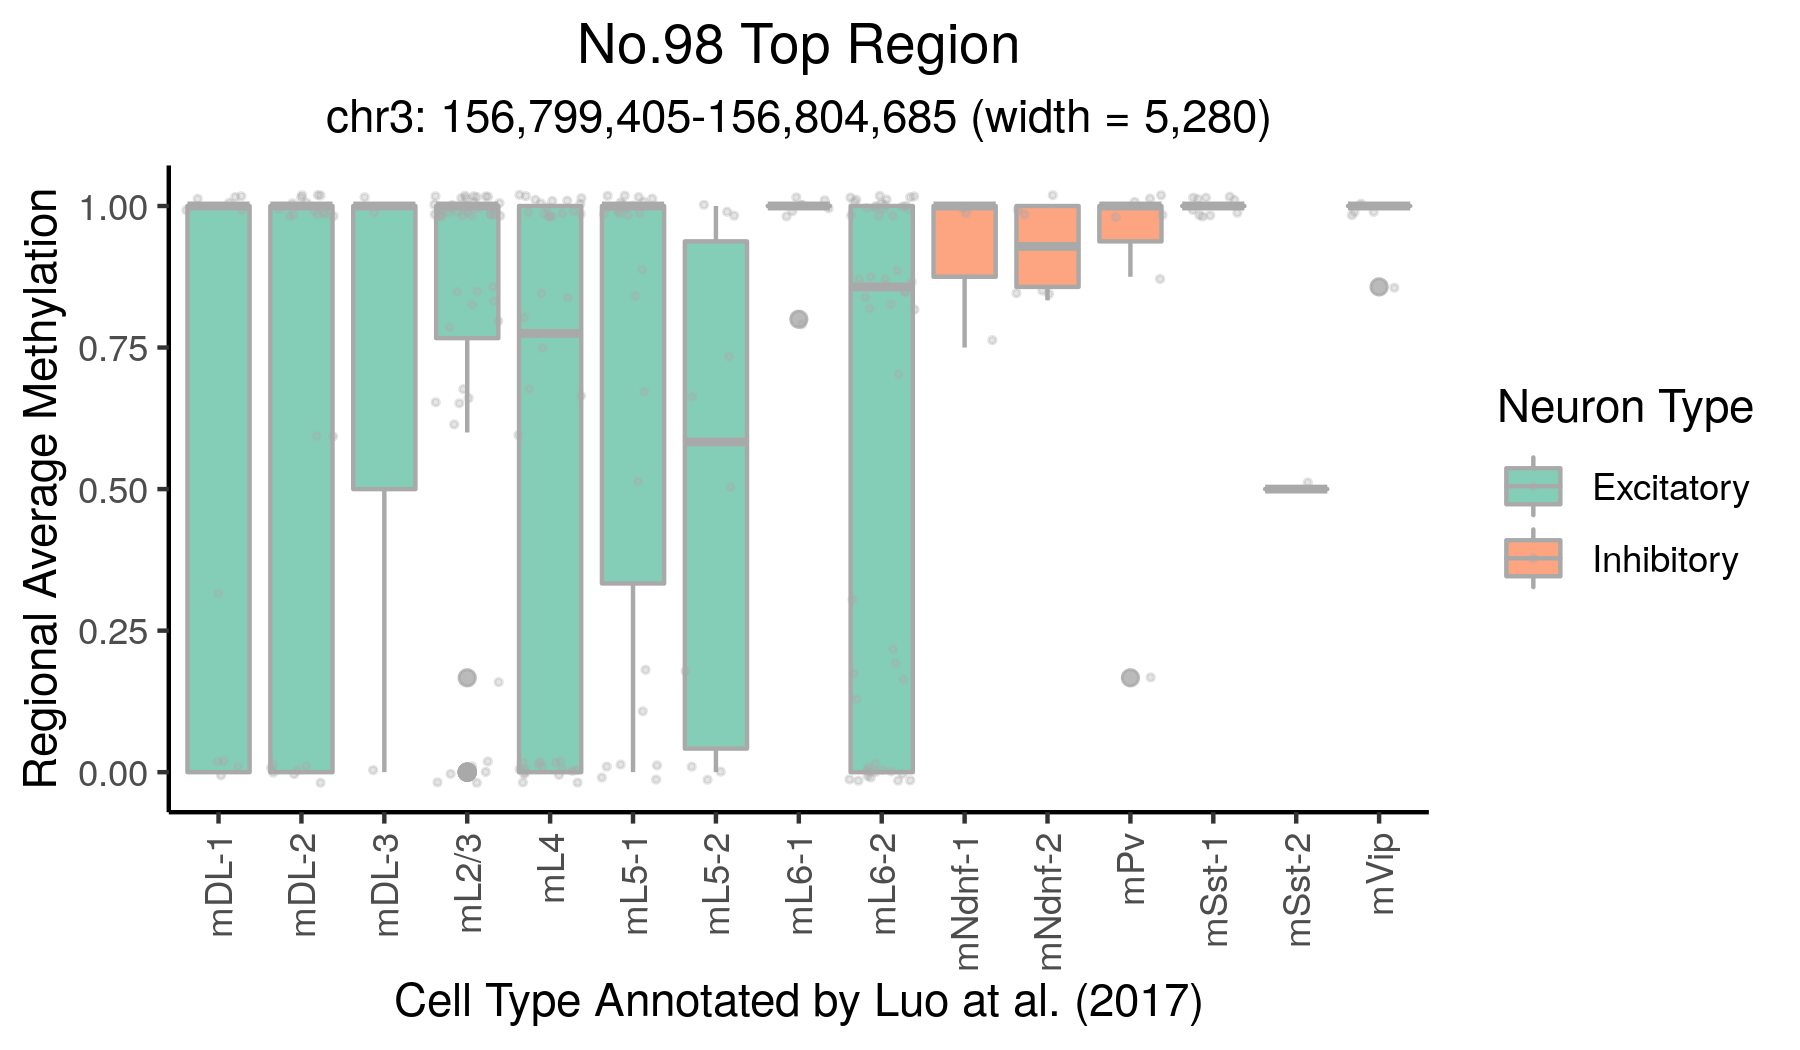 No.98 Top Region
chr3: 156,799,405-156,804,685 (width = 5,280)
Regional Average Methylation
1.00
0.75
0.50
0.25
0.00
mDL-1
mDL-2
mDL-3
mL2/3
mL4
mL5-1
mL5-2
mL6-1
mL6-2
mNdnf-1
mNdnf-2
mPv
mSst-1
mSst-2
mVip
Cell Type Annotated by Luo at al. (2017)
Neuron Type
Excitatory
Inhibitory